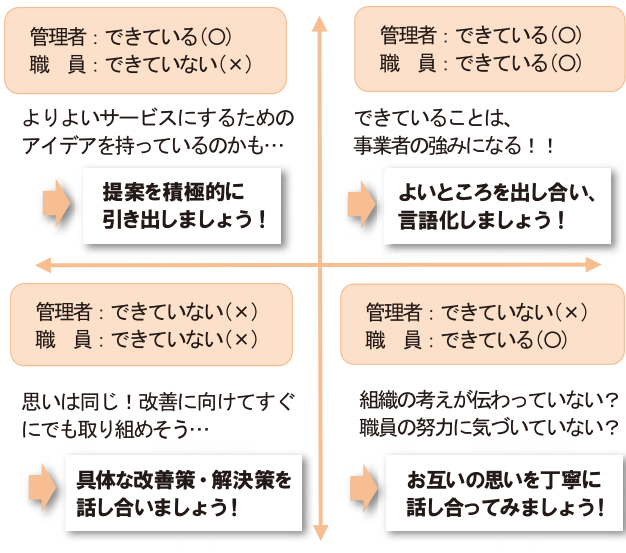 管理者：できている（○）
職　員：できていない（×）
よりよいサービスにするための
アイデアを持っているのかも…
提案を積極的に
引き出しましょう！
管理者：できている（○）
職　員：できている（○）
できていることは、
事業者の強みになる！！
よいところを出し合い、
言語化しましょう！
管理者：できていない（×）
職　員：できていない（×）
思いは同じ！改善に向けてすぐ
にでも取り組めそう…
具体な改善策・解決策を
話し合いましょう！
管理者：できていない（×）
職　員：できている（○）
組織の考えが伝わっていない？
職員の努力に気づいていない？
お互いの思いを丁寧に
話し合ってみましょう！